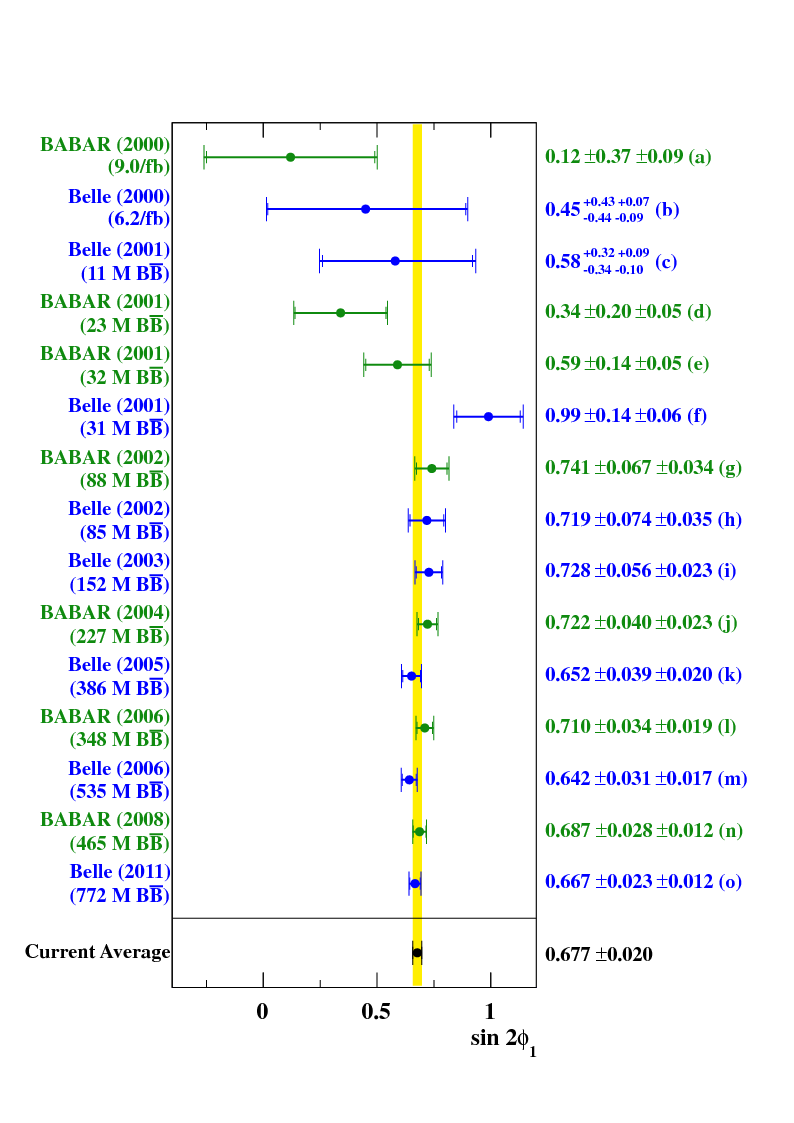 BABAR (2000)
(9.0/fb)
0.12 ±0.37 ±0.09 (a)
Belle (2000)
(6.2/fb)
0.45 +0.43 +0.07 -0.44 -0.09 (b)
Belle (2001)
(11 M BB̅)
0.58 +0.32 +0.09 -0.34 -0.10 (c)
BABAR (2001)
(23 M BB̅)
0.34 ±0.20 ±0.05 (d)
BABAR (2001)
(32 M BB̅)
0.59 ±0.14 ±0.05 (e)
Belle (2001)
(31 M BB̅)
0.99 ±0.14 ±0.06 (f)
BABAR (2002)
(88 M BB̅)
0.741 ±0.067 ±0.034 (g)
Belle (2002)
(85 M BB̅)
0.719 ±0.074 ±0.035 (h)
Belle (2003)
(152 M BB̅)
0.728 ±0.056 ±0.023 (i)
BABAR (2004)
(227 M BB̅)
0.722 ±0.040 ±0.023 (j)
Belle (2005)
(386 M BB̅)
0.652 ±0.039 ±0.020 (k)
BABAR (2006)
(348 M BB̅)
0.710 ±0.034 ±0.019 (l)
Belle (2006)
(535 M BB̅)
0.642 ±0.031 ±0.017 (m)
BABAR (2008)
(465 M BB̅)
0.687 ±0.028 ±0.012 (n)
Belle (2011)
(772 M BB̅)
0.667 ±0.023 ±0.012 (o)
Current Average
0.677 ±0.020
0 0.5 1
sin 2ϕ₁